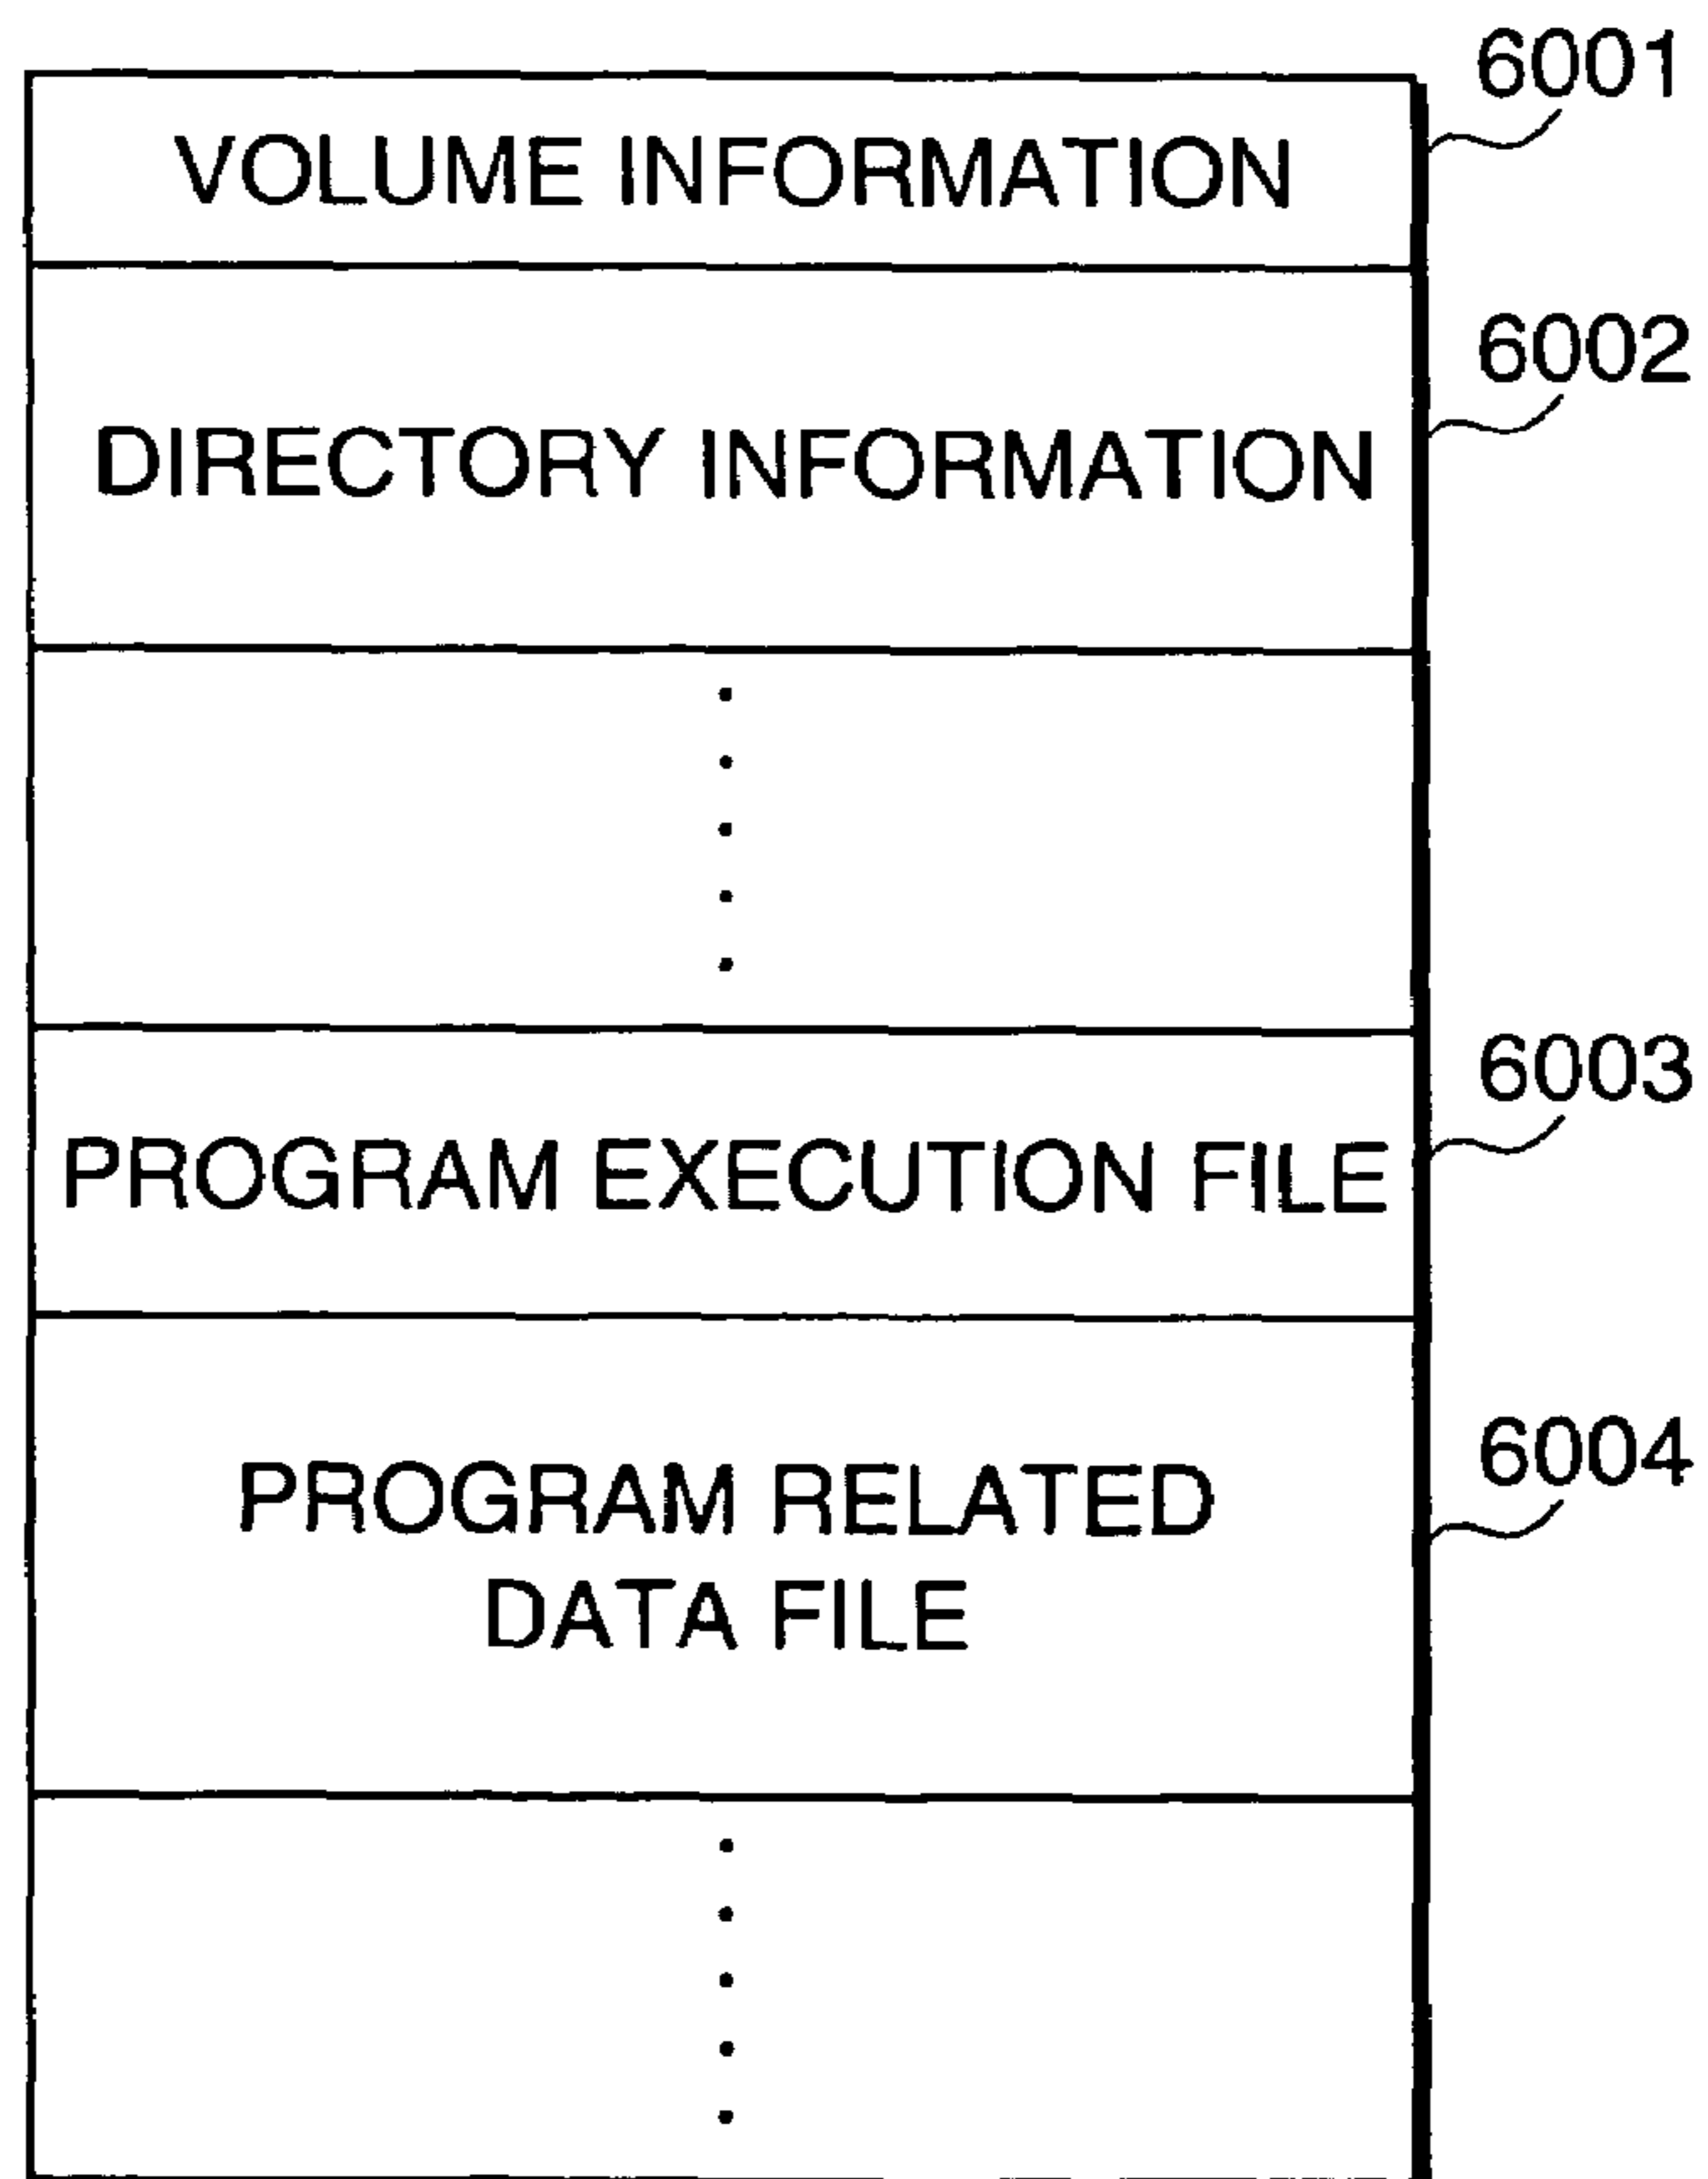 6001
VOLUME INFORMATION
6002
DIRECTORY INFORMATION
6003
PROGRAM EXECUTION FILE
6004
PROGRAM RELATED
DATA FILE